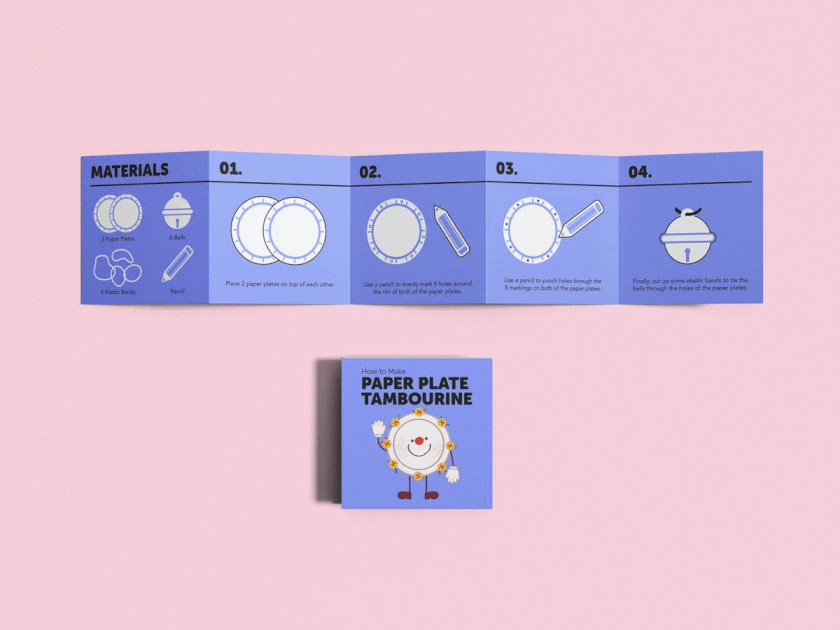 MATERIALS
2 Paper Plates
8 Bells
4 Elastic Bands
Pencil
01.
Place 2 paper plates on top of each other.
02.
Use a pencil to evenly mark 8 holes around
the rim of both of the paper plates.
03.
Use a pencil to punch holes through the
8 markings on both of the paper plates.
04.
Finally, cut up some elastic bands to tie the
bells through the holes of the paper plates.
How to Make
PAPER PLATE
TAMBOURINE